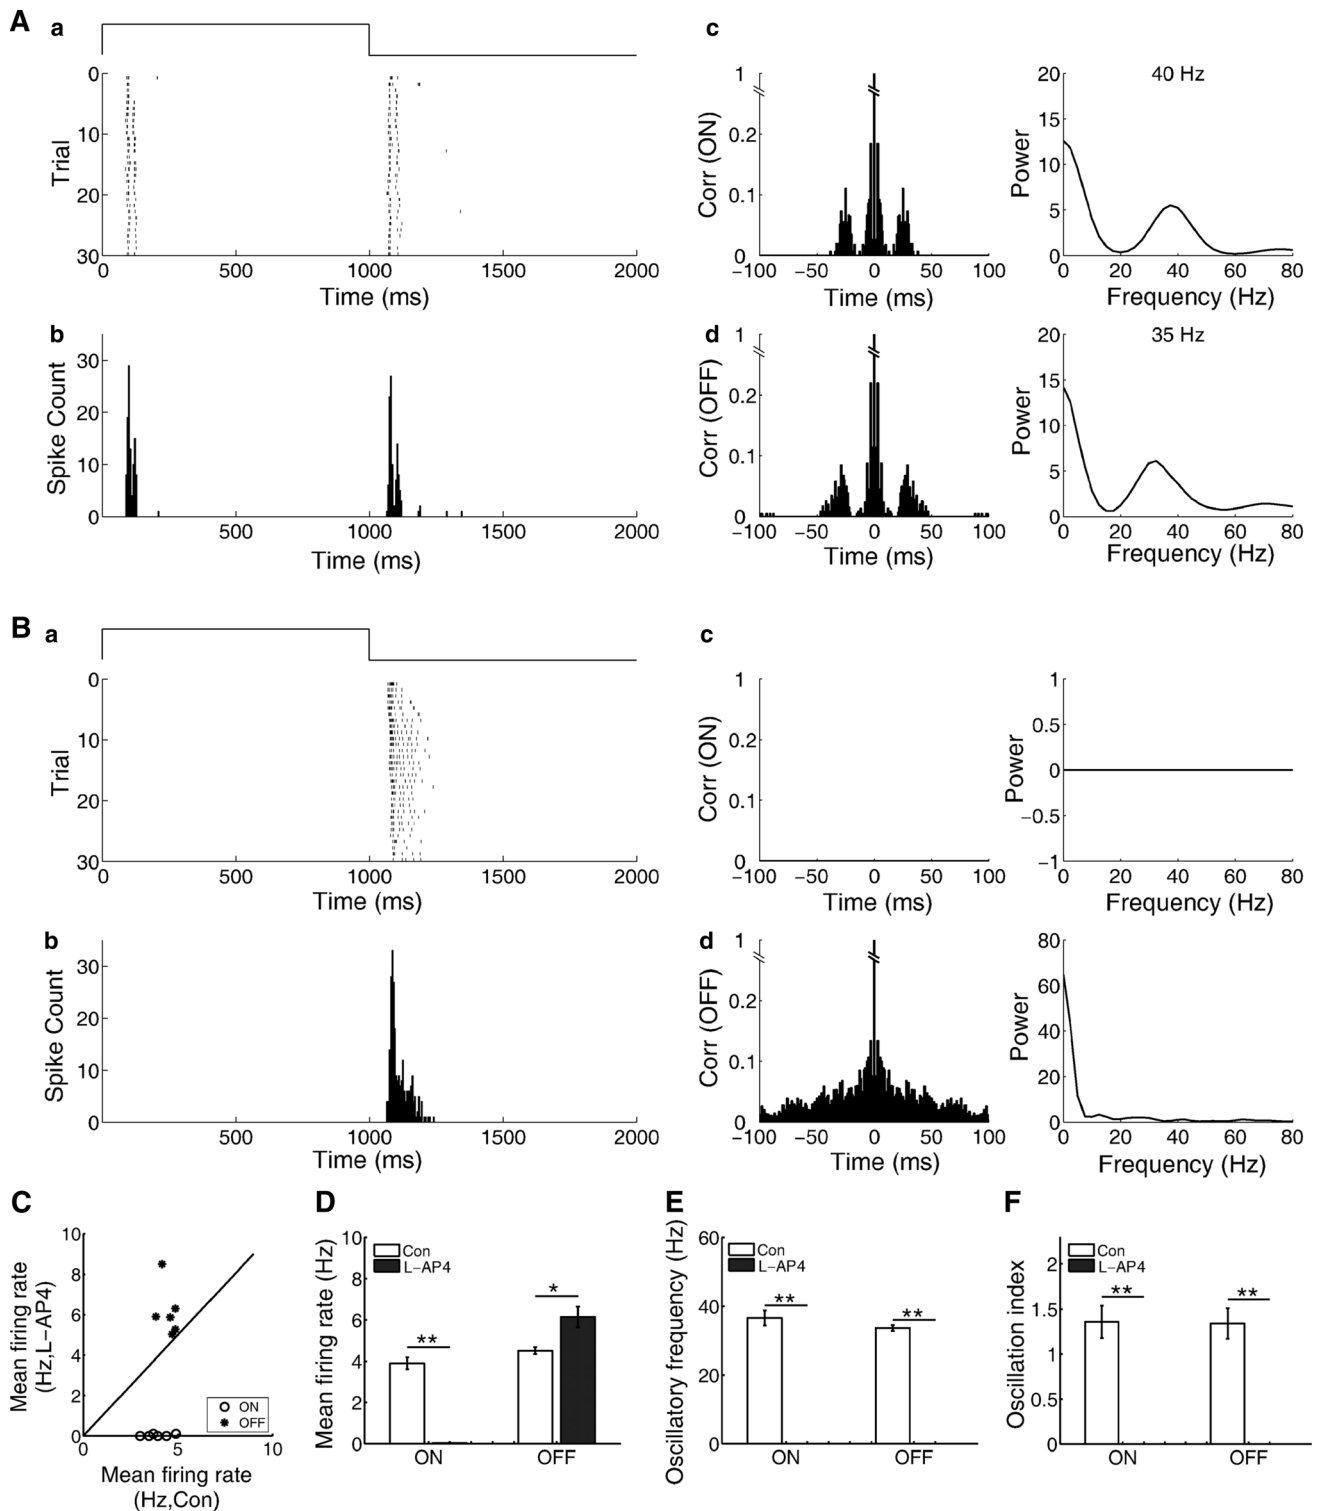 A
a
0
10
20
30
Trial
0
500
1000
1500
2000
Time (ms)
b
30
20
10
0
Spike Count
500
1000
1500
2000
Time (ms)
c
1
0.2
0.1
0
Corr (ON)
−100
−50
0
50
100
Time (ms)
40 Hz
20
15
10
5
0
Power
0
20
40
60
80
Frequency (Hz)
d
1
0.2
0.1
0
Corr (OFF)
−100
−50
0
50
100
Time (ms)
35 Hz
20
15
10
5
0
Power
0
20
40
60
80
Frequency (Hz)
B
a
0
10
20
30
Trial
0
500
1000
1500
2000
Time (ms)
b
30
20
10
0
Spike Count
500
1000
1500
2000
Time (ms)
c
1
0.2
0.1
0
Corr (ON)
−100
−50
0
50
100
Time (ms)
1
0.5
0
−0.5
−1
Power
0
20
40
60
80
Frequency (Hz)
d
1
0.2
0.1
0
Corr (OFF)
−100
−50
0
50
100
Time (ms)
80
60
40
20
0
Power
0
20
40
60
80
Frequency (Hz)
C
10
8
6
4
2
0
Mean firing rate
(Hz,L−AP4)
ON
OFF
0
5
10
Mean firing rate
(Hz,Con)
D
10
8
6
4
2
0
Mean firing rate (Hz)
Con
L−AP4
**
*
ON
OFF
E
60
40
20
0
Oscillatory frequency (Hz)
Con
L−AP4
**
**
ON
OFF
F
2
1.5
1
0.5
0
Oscillation index
Con
L−AP4
**
**
ON
OFF